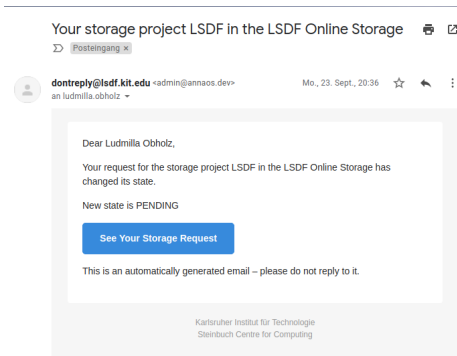 Your storage project LSDF in the LSDF Online Storage
Posteingang ×
dontreply@lsdf.kit.edu <admin@annaos.dev>
Mo., 23. Sept., 20:36
an ludmilla.obholz
Dear Ludmilla Obholz,
Your request for the storage project LSDF in the LSDF Online Storage has
changed its state.
New state is PENDING
See Your Storage Request
This is an automatically generated email – please do not reply to it.
Karlsruher Institut für Technologie
Steinbuch Centre for Computing